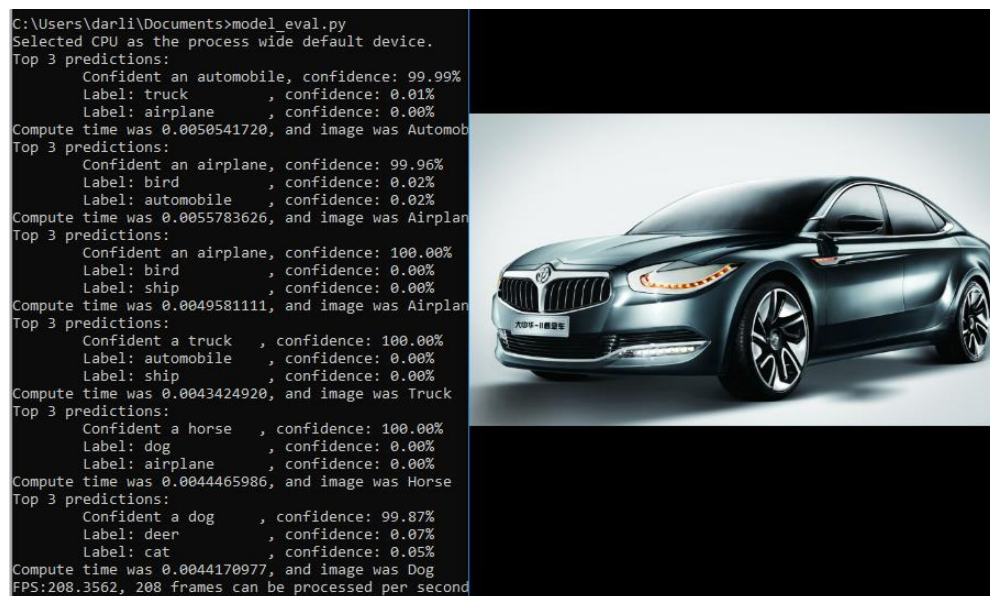 C:\Users\darli\Documents>model_eval.py
Selected CPU as the process wide default device.
Top 3 predictions:
Confident an automobile, confidence: 99.99%
Label: truck , confidence: 0.01%
Label: airplane , confidence: 0.00%
Compute time was 0.0050541720, and image was Automob
Top 3 predictions:
Confident an airplane, confidence: 99.96%
Label: bird , confidence: 0.02%
Label: automobile , confidence: 0.02%
Compute time was 0.0055783626, and image was Airplan
Top 3 predictions:
Confident an airplane, confidence: 100.00%
Label: bird , confidence: 0.00%
Label: ship , confidence: 0.00%
Compute time was 0.0049581111, and image was Airplan
Top 3 predictions:
Confident a truck , confidence: 100.00%
Label: automobile , confidence: 0.00%
Label: ship , confidence: 0.00%
Compute time was 0.0043424920, and image was Truck
Top 3 predictions:
Confident a horse , confidence: 100.00%
Label: dog , confidence: 0.00%
Label: airplane , confidence: 0.00%
Compute time was 0.0044465986, and image was Horse
Top 3 predictions:
Confident a dog , confidence: 99.87%
Label: deer , confidence: 0.07%
Label: cat , confidence: 0.05%
Compute time was 0.0044170977, and image was Dog
FPS:208.3562, 208 frames can be processed per second